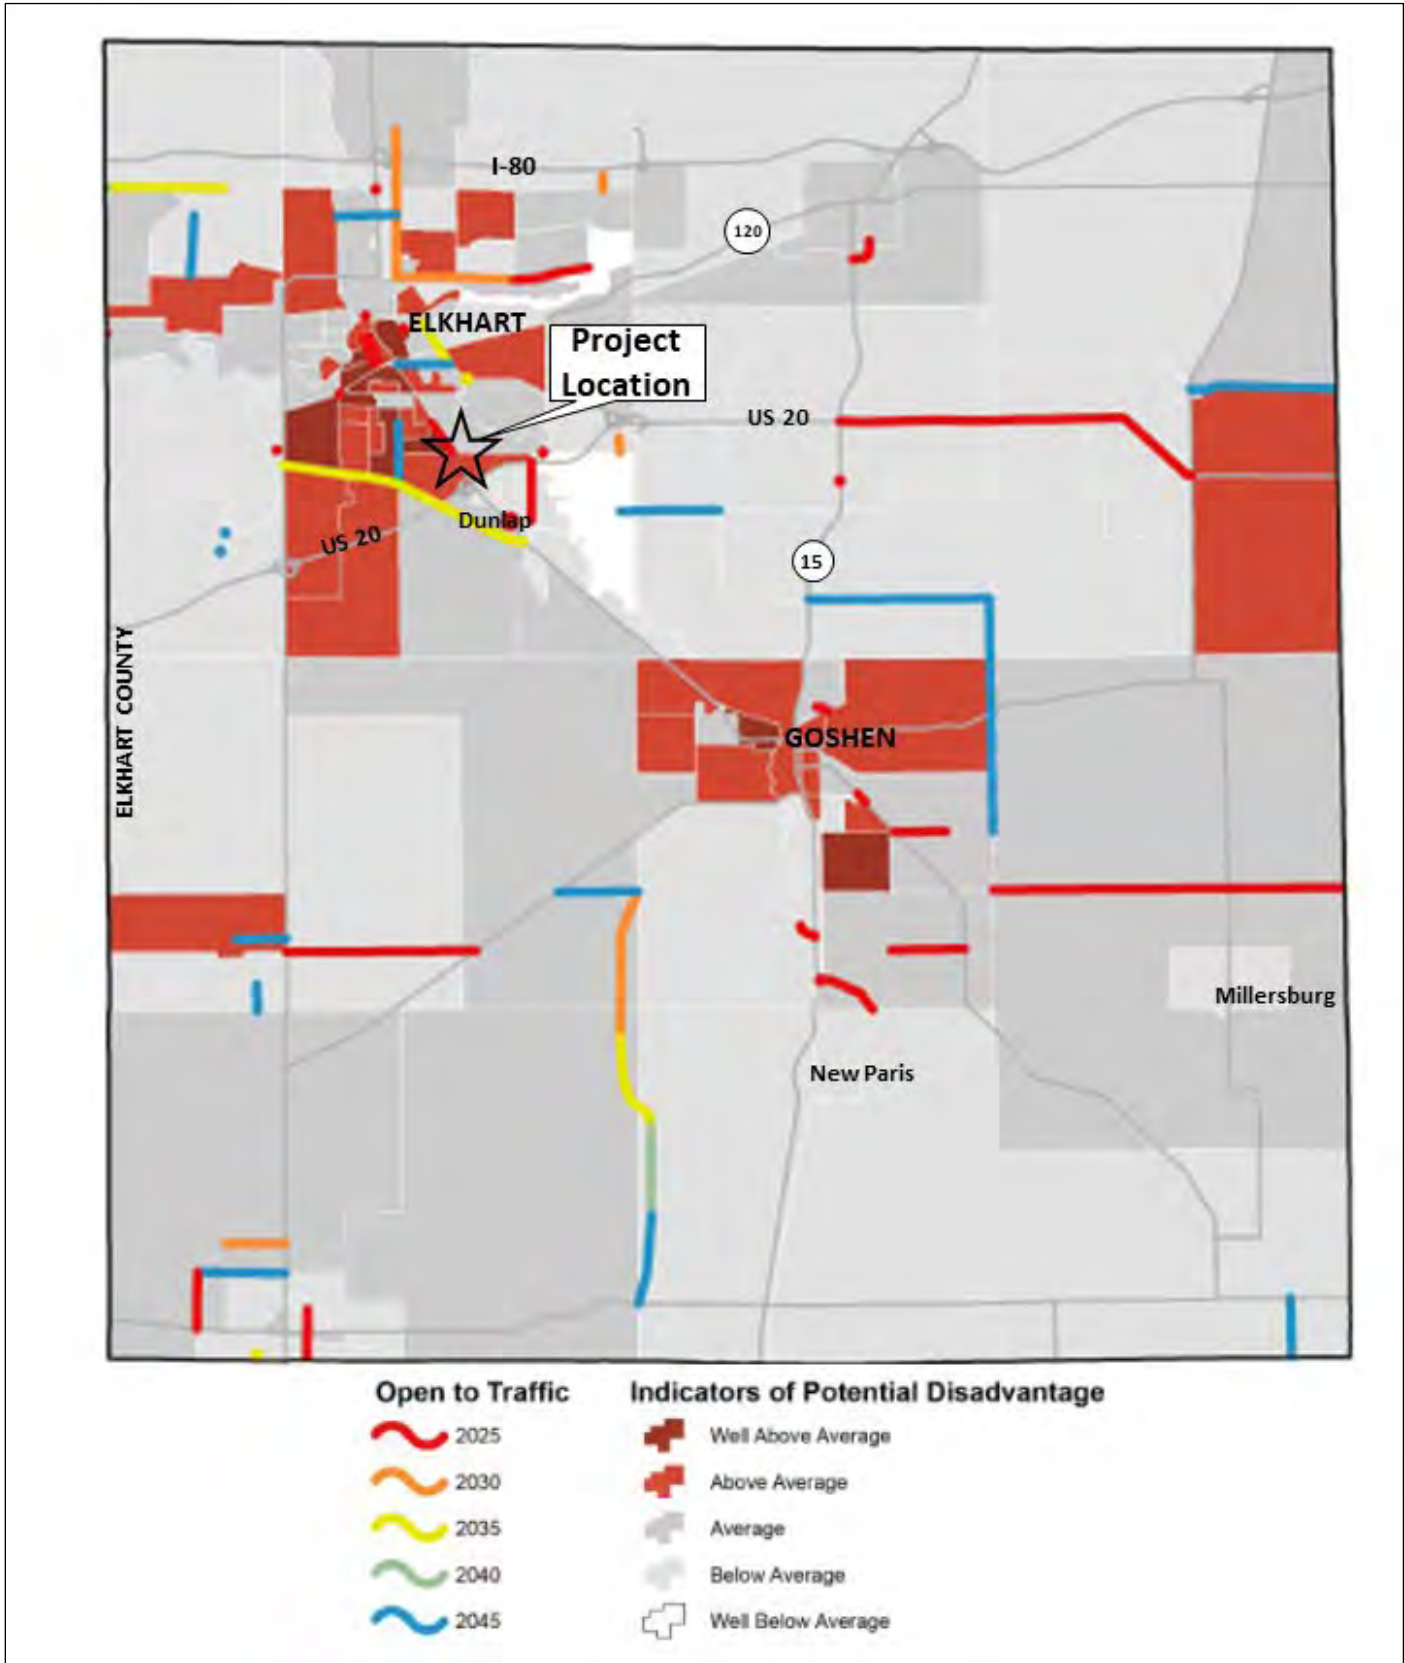 I-80
120
ELKHART
Project
Location
US 20
Dunlap
US 20
15
ELKHART COUNTY
GOSHEN
Millersburg
New Paris
Open to Traffic
2025
2030
2035
2040
2045
Indicators of Potential Disadvantage
Well Above Average
Above Average
Average
Below Average
Well Below Average